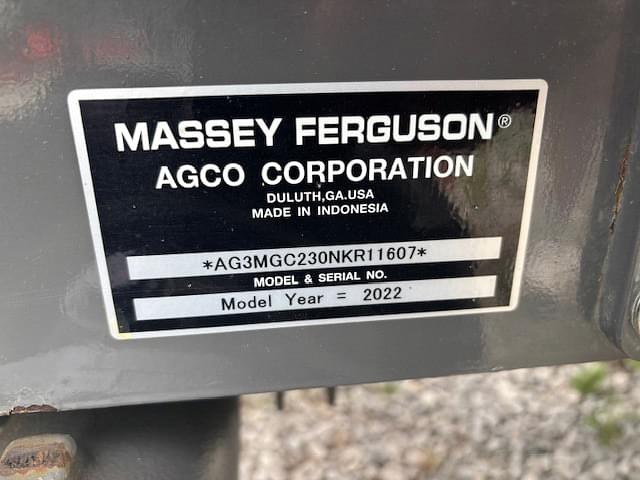 MASSEY FERGUSON®
AGCO CORPORATION
DULUTH,GA.USA
MADE IN INDONESIA
*AG3MGC230NKR11607*
MODEL & SERIAL NO.
Model Year = 2022